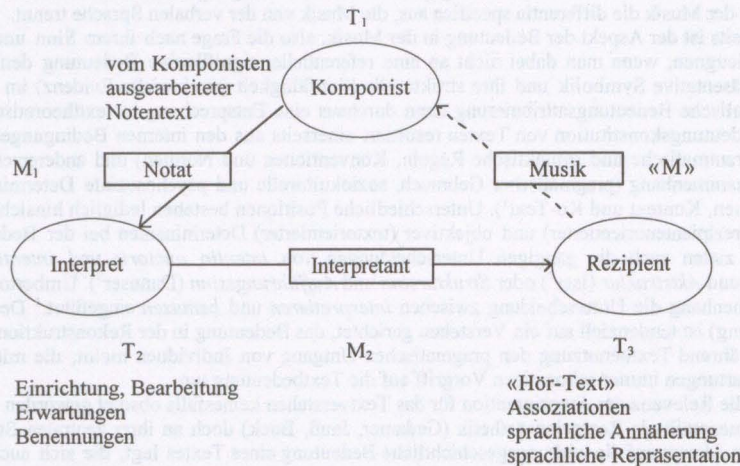 T₁
vom Komponisten
ausgearbeiteter
Notentext
Komponist
M₁
Notat
Musik
«M»
Interpret
Interpretant
Rezipient
T₂
M₂
T₃
Einrichtung, Bearbeitung
Erwartungen
Benennungen
«Hör-Text»
Assoziationen
sprachliche Annäherung
sprachliche Repräsentation